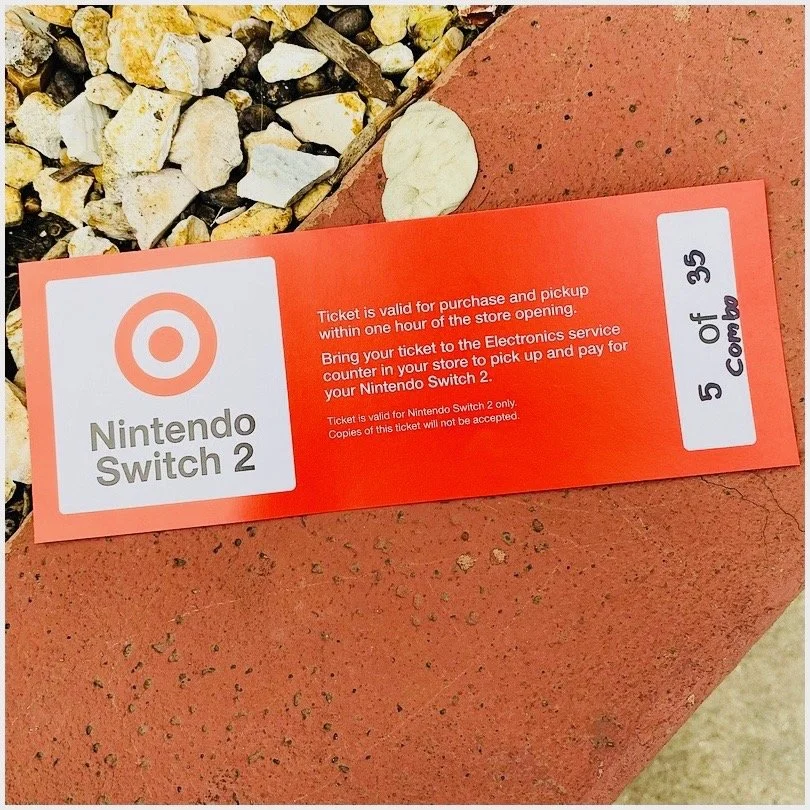 Nintendo
Switch 2
Ticket is valid for purchase and pickup
within one hour of the store opening.
Bring your ticket to the Electronics service
counter in your store to pick up and pay for
your Nintendo Switch 2.
Ticket is valid for Nintendo Switch 2 only.
Copies of this ticket will not be accepted.
5 of 35
Combo